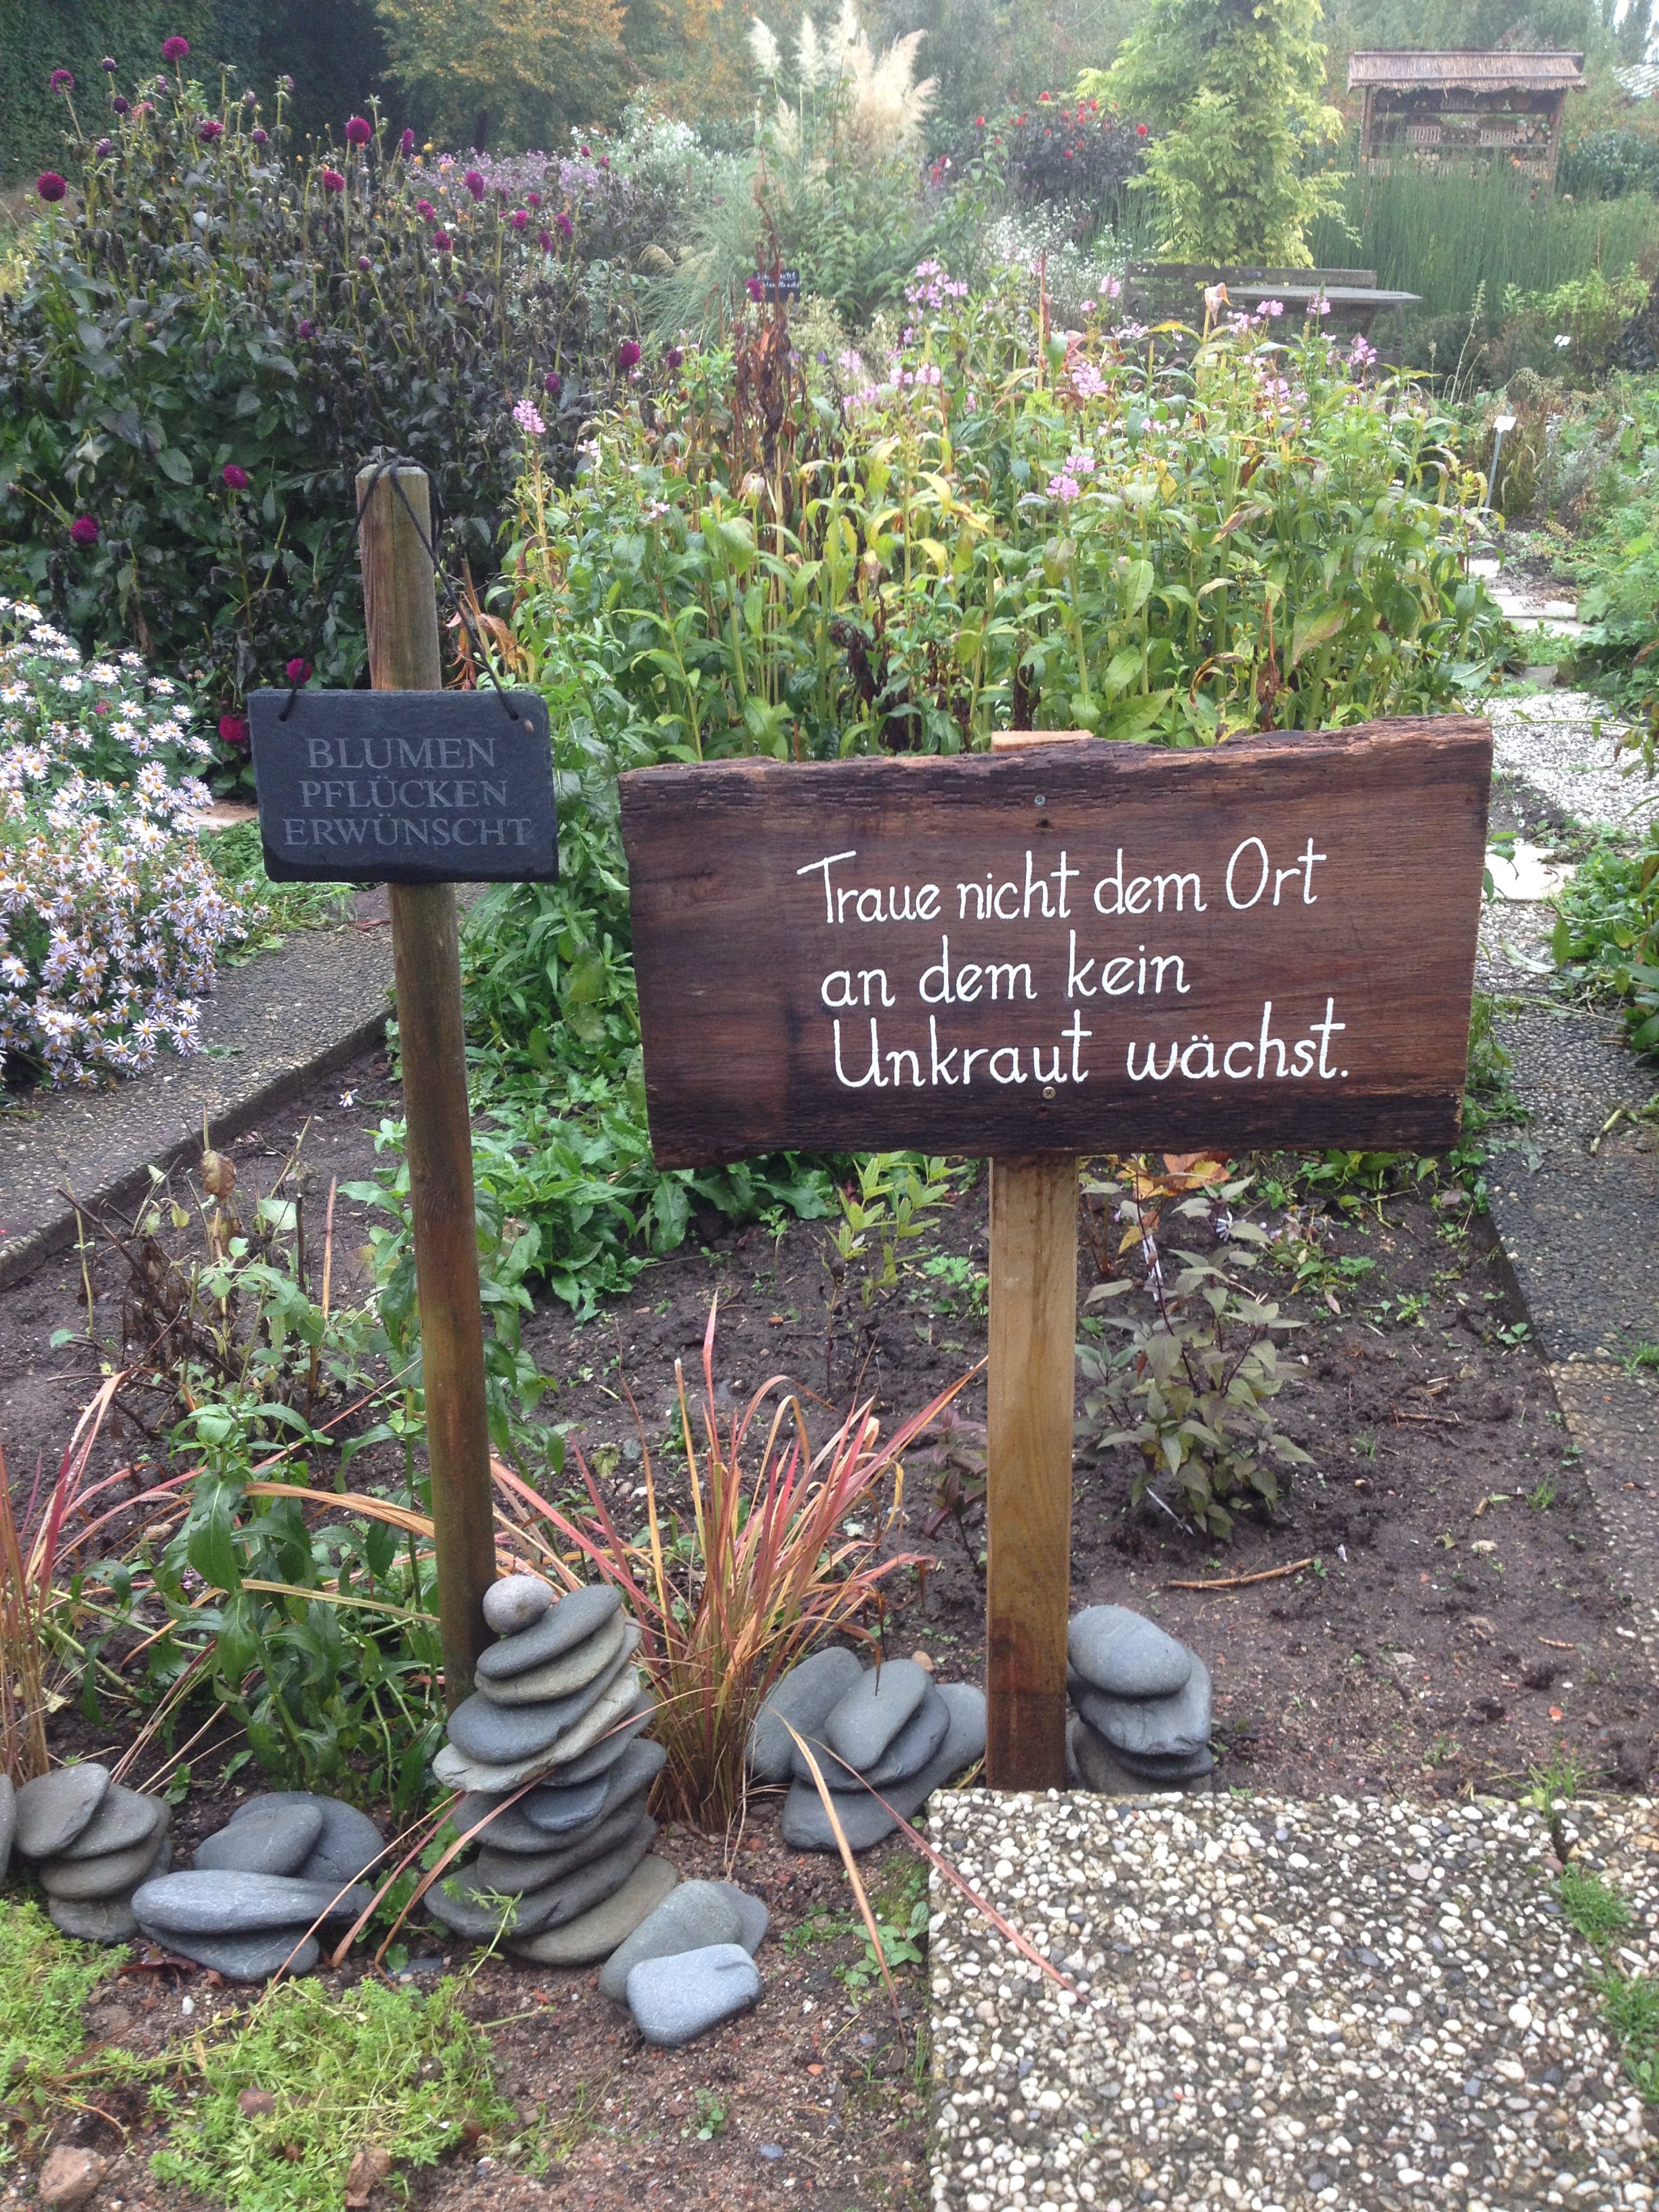 BLUMEN
PFLÜCKEN
ERWÜNSCHT
Traue nicht dem Ort
an dem kein
Unkraut wächst.